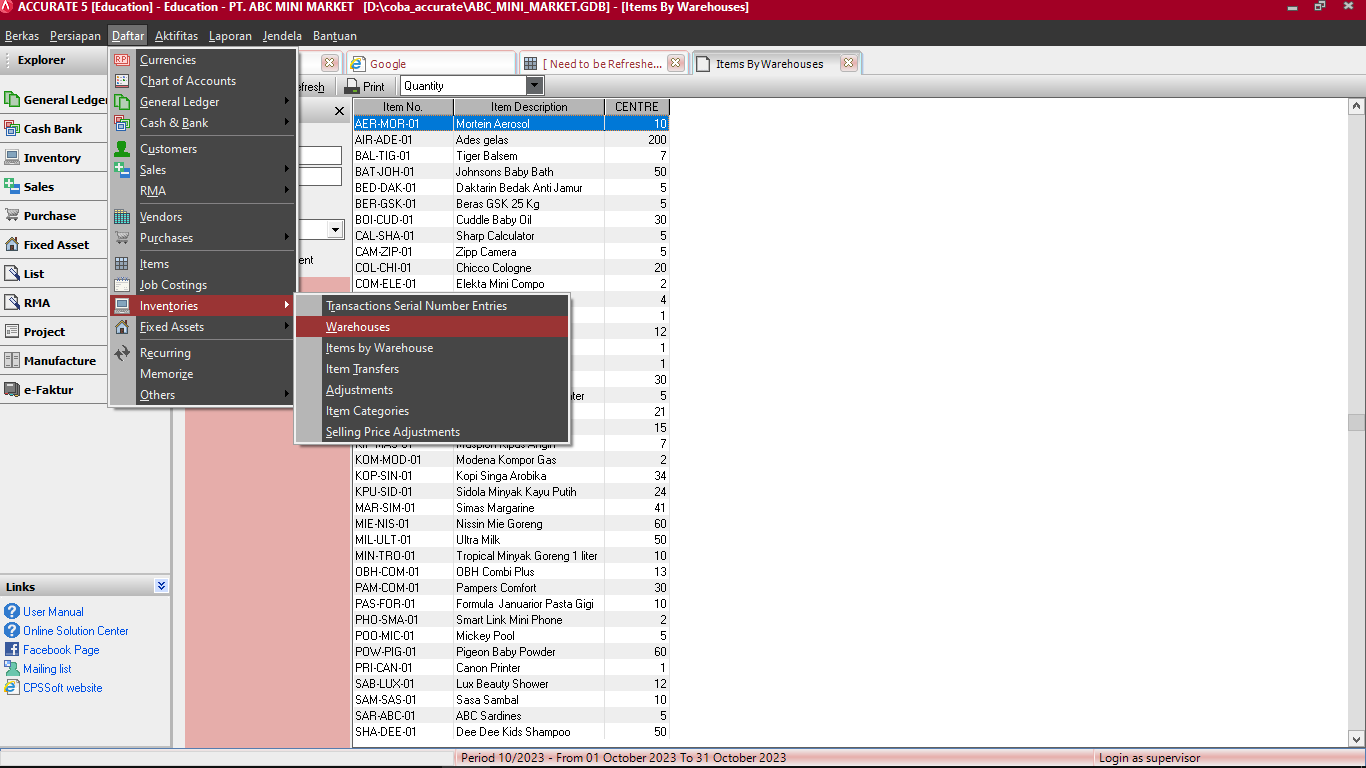 ACCURATE 5 [Education] - Education - PT. ABC MINI MARKET [D:\coba_accurate\ABC_MINI_MARKET.GDB] - [Items By Warehouses]
Berkas Persiapan Daftar Aktifitas Laporan Jendela Bantuan
Explorer
Google
[ Need to be Refreshe...
Items By Warehouses
Print
Quantity
General Ledger
Cash Bank
Inventory
Sales
Purchase
Fixed Asset
List
RMA
Project
Manufacture
e-Faktur
Currencies
Chart of Accounts
General Ledger
Cash & Bank
Customers
Sales
RMA
Vendors
Purchases
Items
Job Costings
Inventories
Fixed Assets
Recurring
Memorize
Others
Transactions Serial Number Entries
Warehouses
Items by Warehouse
Item Transfers
Adjustments
Item Categories
Selling Price Adjustments
Item No. Item Description CENTRE
AER-MOR-01 Mortein Aerosol 10
AIR-ADE-01 Ades gelas 200
BAL-TIG-01 Tiger Balsem 7
BAT-JOH-01 Johnsons Baby Bath 50
BED-DAK-01 Daktarin Bedak Anti Jamur 5
BER-GSK-01 Beras GSK 25 Kg 5
BOI-CUD-01 Cuddle Baby Oil 30
CAL-SHA-01 Sharp Calculator 5
CAM-ZIP-01 Zipp Camera 5
COL-CHI-01 Chicco Cologne 20
COM-ELE-01 Elekta Mini Compo 2
4
1
12
1
1
30
5
21
15
7
KOM-MOD-01 Modena Kompor Gas 2
KOP-SIN-01 Kopi Singa Arobika 34
KPU-SID-01 Sidola Minyak Kayu Putih 24
MAR-SIM-01 Simas Margarine 41
MIE-NIS-01 Nissin Mie Goreng 60
MIL-ULT-01 Ultra Milk 50
MIN-TRO-01 Tropical Minyak Goreng 1 liter 10
OBH-COM-01 OBH Combi Plus 13
PAM-COM-01 Pampers Comfort 30
PAS-FOR-01 Formula Januarior Pasta Gigi 10
PHO-SMA-01 Smart Link Mini Phone 2
POO-MIC-01 Mickey Pool 5
POW-PIG-01 Pigeon Baby Powder 60
PRI-CAN-01 Canon Printer 1
SAB-LUX-01 Lux Beauty Shower 12
SAM-SAS-01 Sasa Sambal 10
SAR-ABC-01 ABC Sardines 5
SHA-DEE-01 Dee Dee Kids Shampoo 50
Links
User Manual
Online Solution Center
Facebook Page
Mailing list
CPSSoft website
Period 10/2023 - From 01 October 2023 To 31 October 2023
Login as supervisor